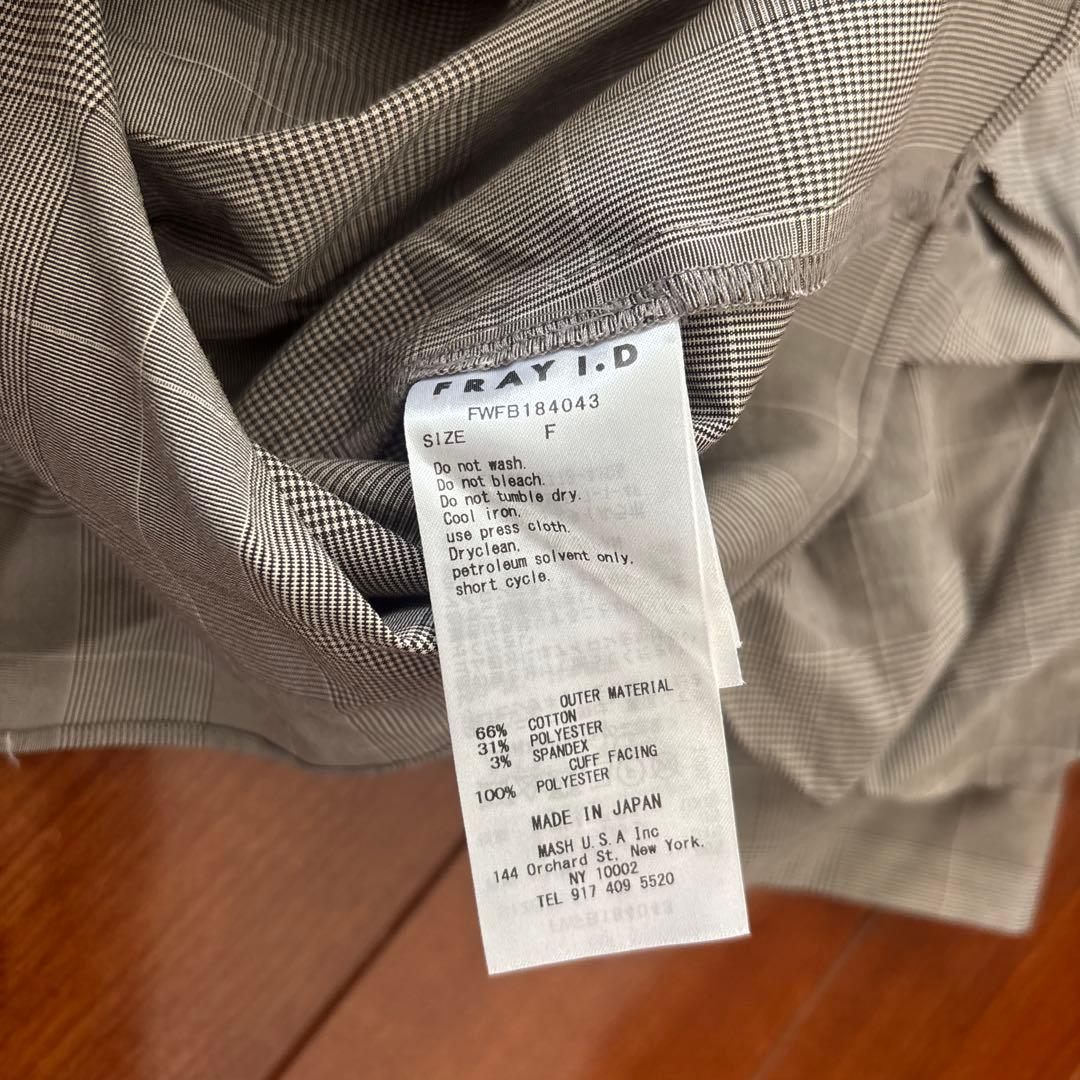 FRAY I.D
FWFB184043
SIZE F
Do not wash.
Do not bleach.
Do not tumble dry.
Cool iron.
use press cloth.
Dryclean.
petroleum solvent only,
short cycle.
OUTER MATERIAL
66% COTTON
31% POLYESTER
3% SPANDEX
CUFF FACING
100% POLYESTER
MADE IN JAPAN
MASH U.S.A Inc
144 Orchard St, New York.
NY 10002
TEL 917 409 5520